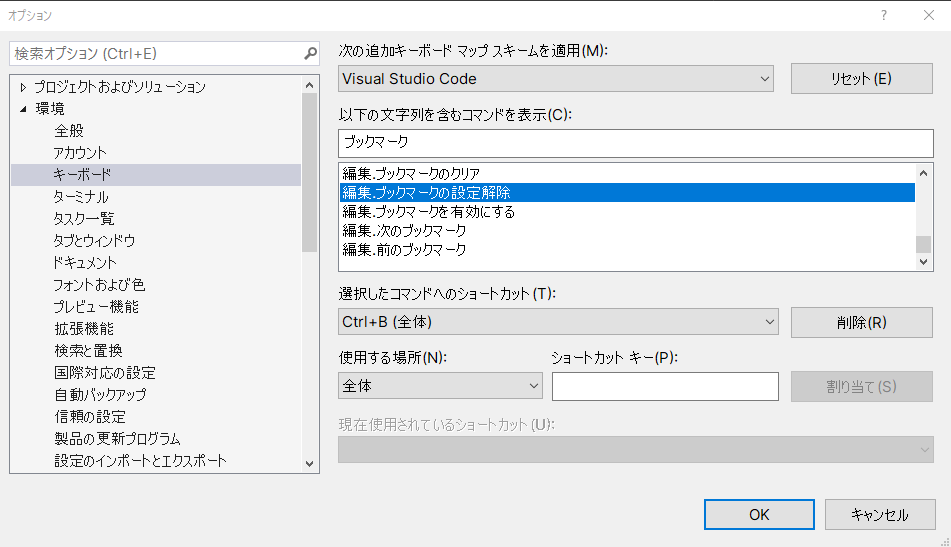 オプション
?
検索オプション (Ctrl+E)
プロジェクトおよびソリューション
環境
全般
アカウント
キーボード
ターミナル
タスク一覧
タブとウィンドウ
ドキュメント
フォントおよび色
プレビュー機能
拡張機能
検索と置換
国際対応の設定
自動バックアップ
信頼の設定
製品の更新プログラム
設定のインポートとエクスポート
次の追加キーボード マップ スキームを適用(M):
Visual Studio Code
リセット(E)
以下の文字列を含むコマンドを表示(C):
ブックマーク
編集.ブックマークのクリア
編集.ブックマークの設定解除
編集.ブックマークを有効にする
編集.次のブックマーク
編集.前のブックマーク
選択したコマンドへのショートカット(T):
Ctrl+B (全体)
削除(R)
使用する場所(N):
ショートカット キー(P):
全体
割り当て(S)
現在使用されているショートカット(U):
OK
キャンセル